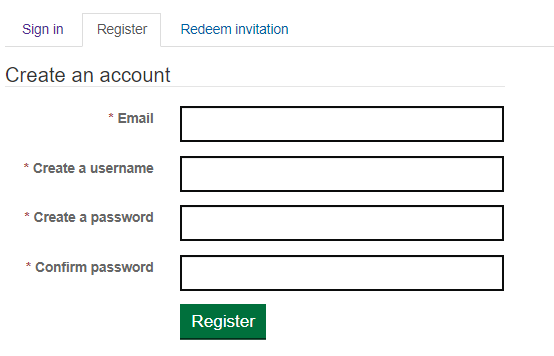 Sign in Register Redeem invitation
Create an account
* Email
* Create a username
* Create a password
* Confirm password
Register